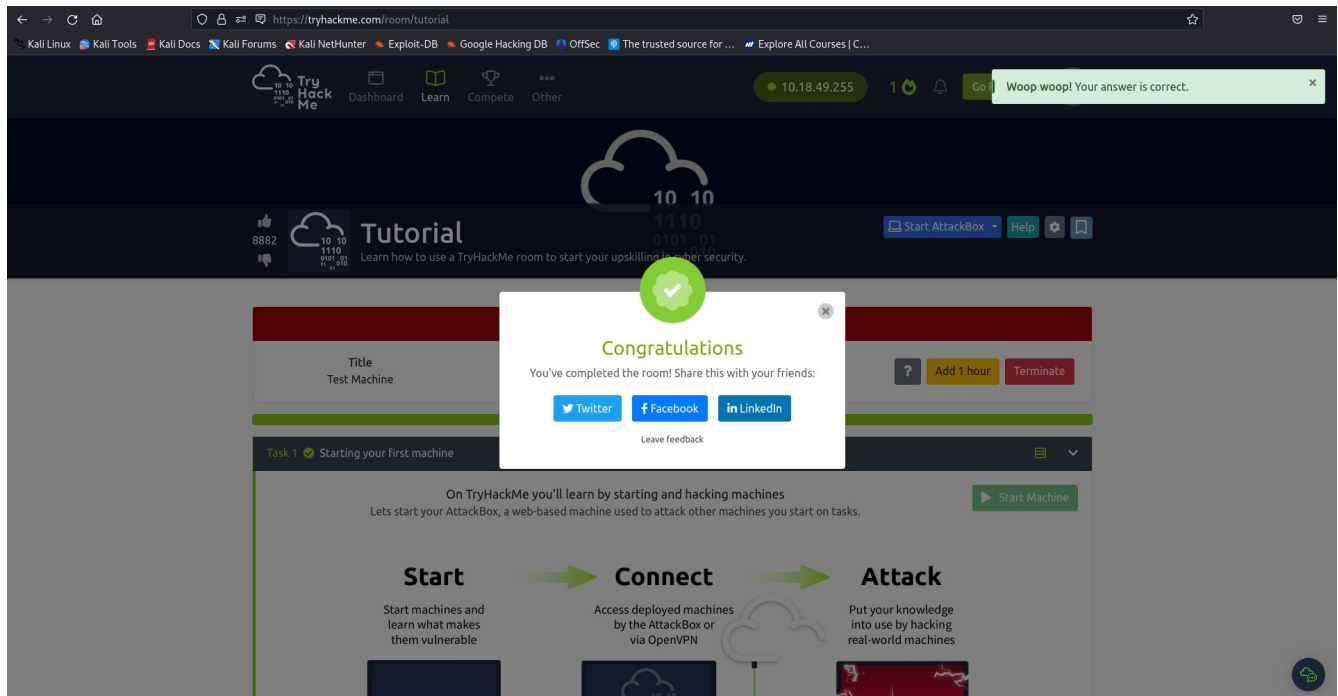 https://tryhackme.com/room/tutorial
Kali Linux Kali Tools Kali Docs Kali Forums Kali NetHunter Exploit-DB Google Hacking DB OffSec The trusted source for ... Explore All Courses | C...
Try Hack Me
Dashboard Learn Compete Other
10.18.49.255
1
Go
Woop woop! Your answer is correct.
10 10
1110
0101 01
8882
Tutorial
Learn how to use a TryHackMe room to start your upskilling in cyber security.
Start AttackBox Help
Congratulations
You've completed the room! Share this with your friends:
Twitter Facebook LinkedIn
Leave feedback
Title
Test Machine
? Add 1 hour Terminate
Task 1 Starting your first machine
On TryHackMe you'll learn by starting and hacking machines
Lets start your AttackBox, a web-based machine used to attack other machines you start on tasks.
Start Machine
Start Connect Attack
Start machines and
learn what makes
them vulnerable
Access deployed machines
by the AttackBox or
via OpenVPN
Put your knowledge
into use by hacking
real-world machines